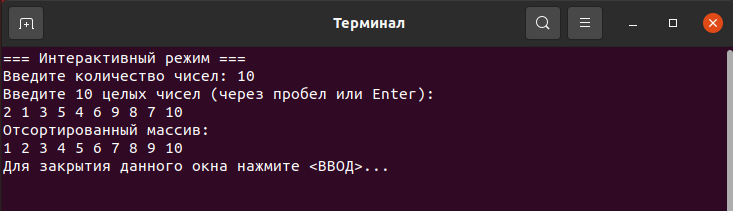 Терминал
=== Интерактивный режим ===
Введите количество чисел: 10
Введите 10 целых чисел (через пробел или Enter):
2 1 3 5 4 6 9 8 7 10
Отсортированный массив:
1 2 3 4 5 6 7 8 9 10
Для закрытия данного окна нажмите <ВВОД>...